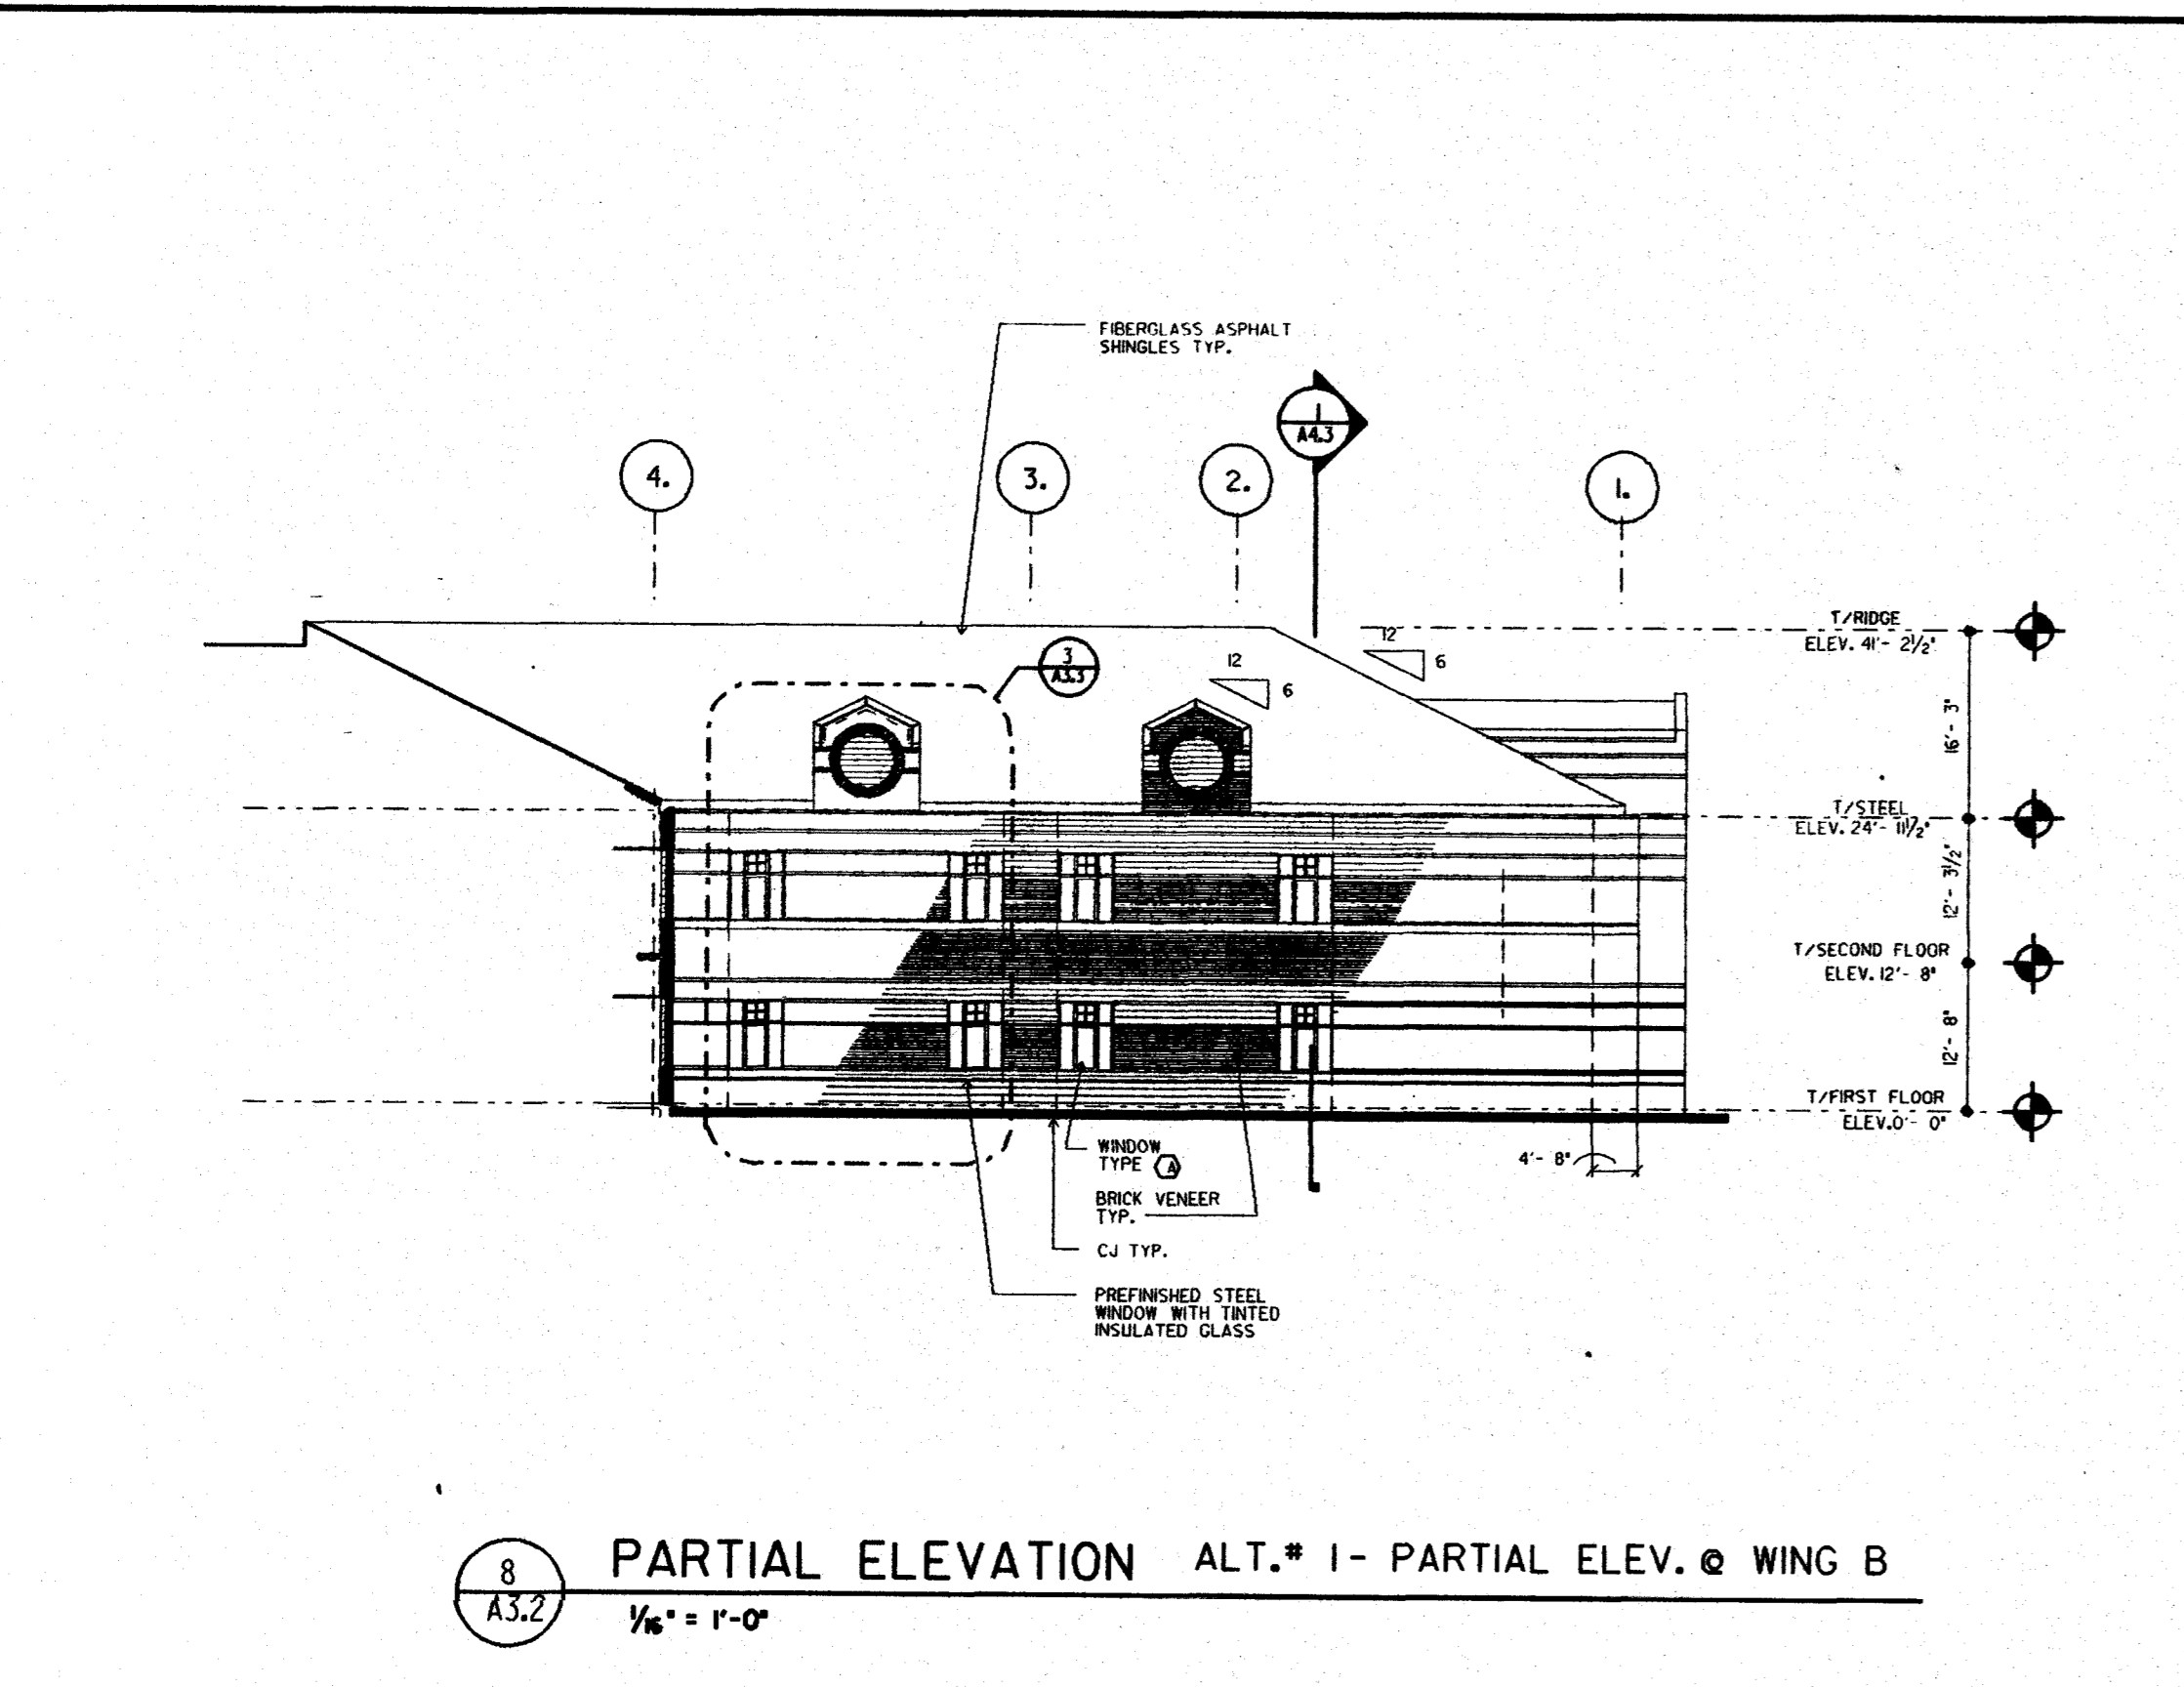 FIBERGLASS ASPHALT
SHINGLES TYP.
1
A4.3
4.
3.
2.
1.
T/RIDGE
ELEV. 41'- 2½"
12
6
12
6
3
A3.3
16'- 3"
T/STEEL
ELEV. 24'- 11½"
12'- 3½"
T/SECOND FLOOR
ELEV. 12'- 8"
12'- 8"
T/FIRST FLOOR
ELEV. 0'- 0"
4'- 8"
WINDOW
TYPE A
BRICK VENEER
TYP.
CJ TYP.
PREFINISHED STEEL
WINDOW WITH TINTED
INSULATED GLASS
8
A3.2
PARTIAL ELEVATION ALT.# 1- PARTIAL ELEV. @ WING B
1/16" = 1'-0"